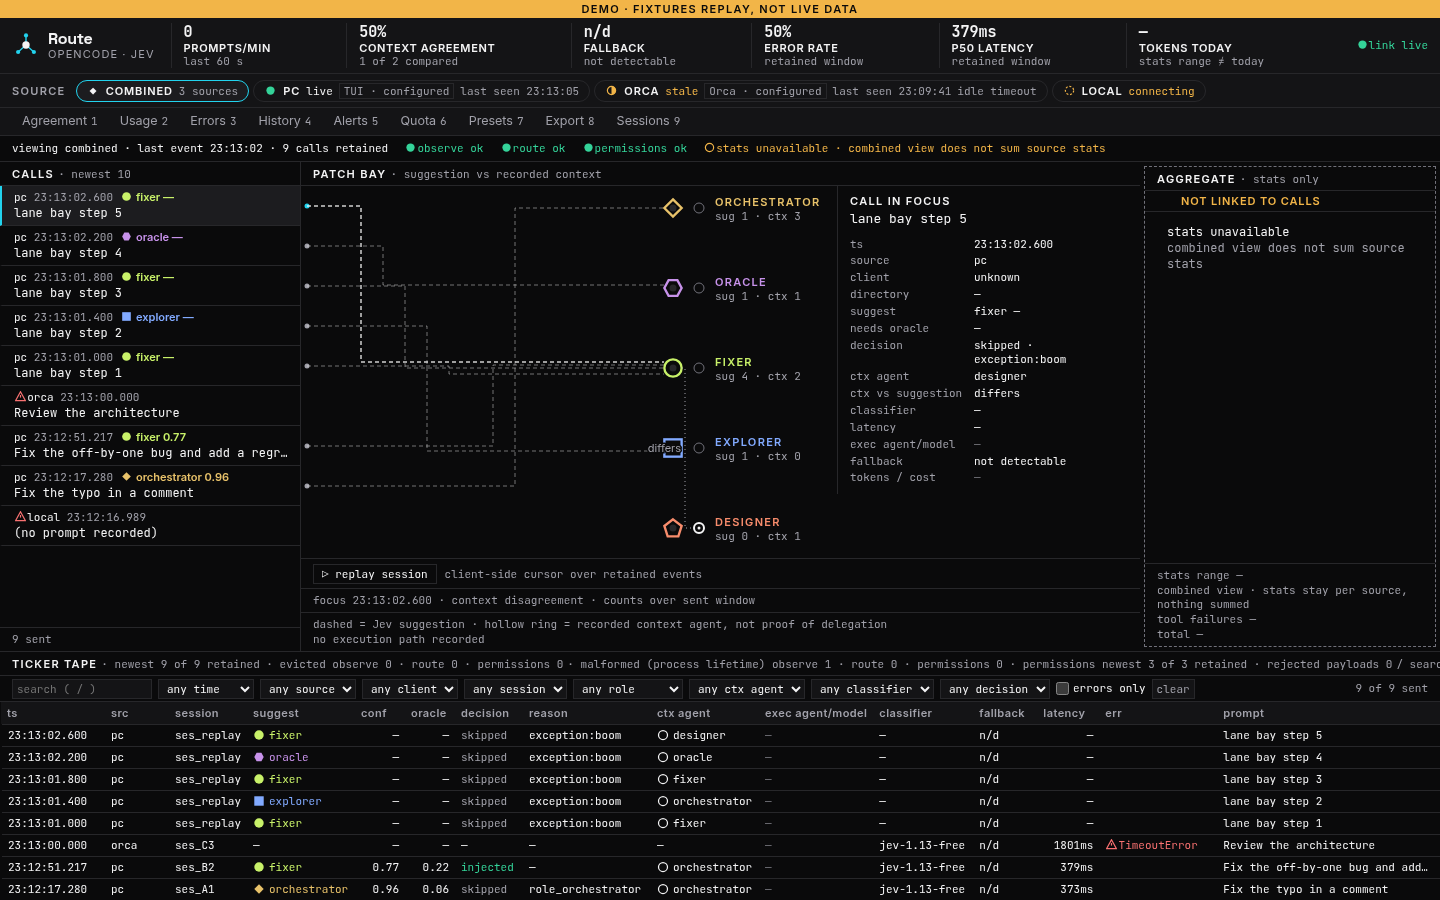 DEMO · FIXTURES REPLAY, NOT LIVE DATA
Route
OPENCODE · JEV
0
PROMPTS/MIN
last 60 s
50%
CONTEXT AGREEMENT
1 of 2 compared
n/d
FALLBACK
not detectable
50%
ERROR RATE
retained window
379ms
P50 LATENCY
retained window
—
TOKENS TODAY
stats range ≠ today
link live
SOURCE COMBINED 3 sources PC live TUI · configured last seen 23:13:05 ORCA stale Orca · configured last seen 23:09:41 idle timeout LOCAL connecting
Agreement 1 Usage 2 Errors 3 History 4 Alerts 5 Quota 6 Presets 7 Export 8 Sessions 9
viewing combined · last event 23:13:02 · 9 calls retained observe ok route ok permissions ok stats unavailable · combined view does not sum source stats
CALLS · newest 10
pc 23:13:02.600 fixer —
lane bay step 5
pc 23:13:02.200 oracle —
lane bay step 4
pc 23:13:01.800 fixer —
lane bay step 3
pc 23:13:01.400 explorer —
lane bay step 2
pc 23:13:01.000 fixer —
lane bay step 1
orca 23:13:00.000
Review the architecture
pc 23:12:51.217 fixer 0.77
Fix the off-by-one bug and add a regr…
pc 23:12:17.280 orchestrator 0.96
Fix the typo in a comment
local 23:12:16.989
(no prompt recorded)
9 sent
PATCH BAY · suggestion vs recorded context
ORCHESTRATOR
sug 1 · ctx 3
ORACLE
sug 1 · ctx 1
FIXER
sug 4 · ctx 2
differs
EXPLORER
sug 1 · ctx 0
DESIGNER
sug 0 · ctx 1
CALL IN FOCUS
lane bay step 5
ts 23:13:02.600
source pc
client unknown
directory —
suggest fixer —
needs oracle —
decision skipped ·
exception:boom
ctx agent designer
ctx vs suggestion differs
classifier —
latency —
exec agent/model —
fallback not detectable
tokens / cost —
▷ replay session client-side cursor over retained events
focus 23:13:02.600 · context disagreement · counts over sent window
dashed = Jev suggestion · hollow ring = recorded context agent, not proof of delegation
no execution path recorded
AGGREGATE · stats only
NOT LINKED TO CALLS
stats unavailable
combined view does not sum source
stats
stats range —
combined view · stats stay per source,
nothing summed
tool failures —
total —
TICKER TAPE · newest 9 of 9 retained · evicted observe 0 · route 0 · permissions 0 · malformed (process lifetime) observe 1 · route 0 · permissions 0 · permissions newest 3 of 3 retained · rejected payloads 0 / searc
search ( / ) any time any source any client any session any role any ctx agent any classifier any decision errors only clear 9 of 9 sent
ts src session suggest conf oracle decision reason ctx agent exec agent/model classifier fallback latency err prompt
23:13:02.600 pc ses_replay fixer — — skipped exception:boom designer — — n/d — lane bay step 5
23:13:02.200 pc ses_replay oracle — — skipped exception:boom oracle — — n/d — lane bay step 4
23:13:01.800 pc ses_replay fixer — — skipped exception:boom fixer — — n/d — lane bay step 3
23:13:01.400 pc ses_replay explorer — — skipped exception:boom orchestrator — — n/d — lane bay step 2
23:13:01.000 pc ses_replay fixer — — skipped exception:boom fixer — — n/d — lane bay step 1
23:13:00.000 orca ses_C3 — — — — — — — jev-1.13-free n/d 1801ms TimeoutError Review the architecture
23:12:51.217 pc ses_B2 fixer 0.77 0.22 injected — orchestrator — jev-1.13-free n/d 379ms Fix the off-by-one bug and add…
23:12:17.280 pc ses_A1 orchestrator 0.96 0.06 skipped role_orchestrator orchestrator — jev-1.13-free n/d 373ms Fix the typo in a comment